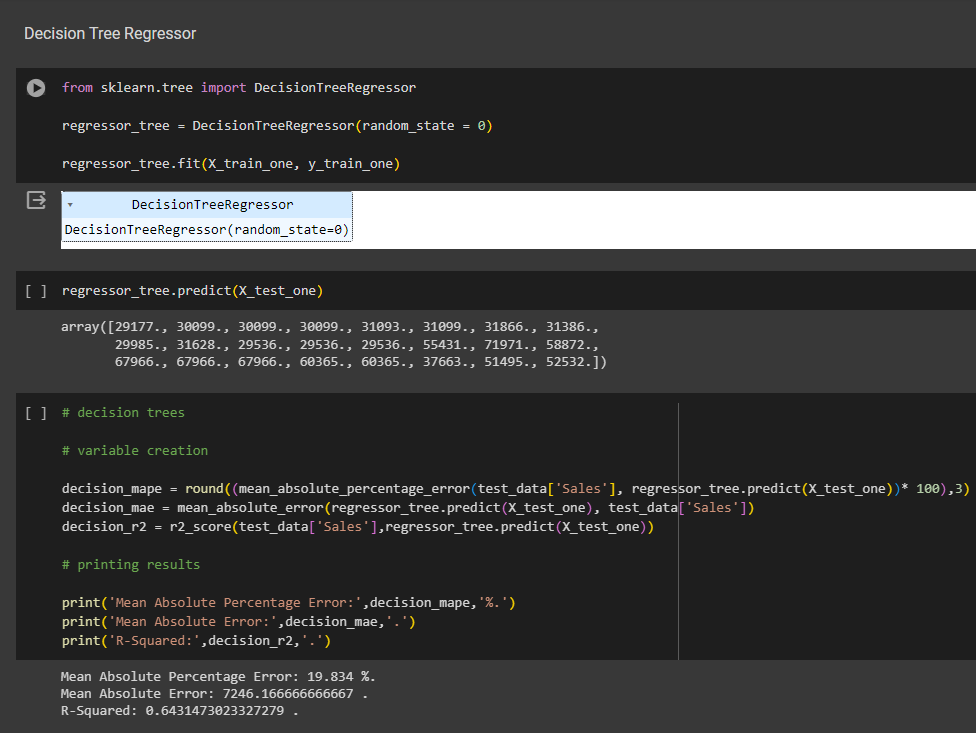 Decision Tree Regressor
from sklearn.tree import DecisionTreeRegressor
regressor_tree = DecisionTreeRegressor(random_state = 0)
regressor_tree.fit(X_train_one, y_train_one)
DecisionTreeRegressor
DecisionTreeRegressor(random_state=0)
[ ] regressor_tree.predict(X_test_one)
array([29177., 30099., 30099., 30099., 31093., 31099., 31866., 31386.,
29985., 31628., 29536., 29536., 29536., 55431., 71971., 58872.,
67966., 67966., 67966., 60365., 60365., 37663., 51495., 52532.])
[ ] # decision trees
# variable creation
decision_mape = round((mean_absolute_percentage_error(test_data['Sales'], regressor_tree.predict(X_test_one))* 100),3)
decision_mae = mean_absolute_error(regressor_tree.predict(X_test_one), test_data['Sales'])
decision_r2 = r2_score(test_data['Sales'],regressor_tree.predict(X_test_one))
# printing results
print('Mean Absolute Percentage Error:',decision_mape,'%.')
print('Mean Absolute Error:',decision_mae,'.')
print('R-Squared:',decision_r2,'.')
Mean Absolute Percentage Error: 19.834 %.
Mean Absolute Error: 7246.166666666667 .
R-Squared: 0.6431473023327279 .